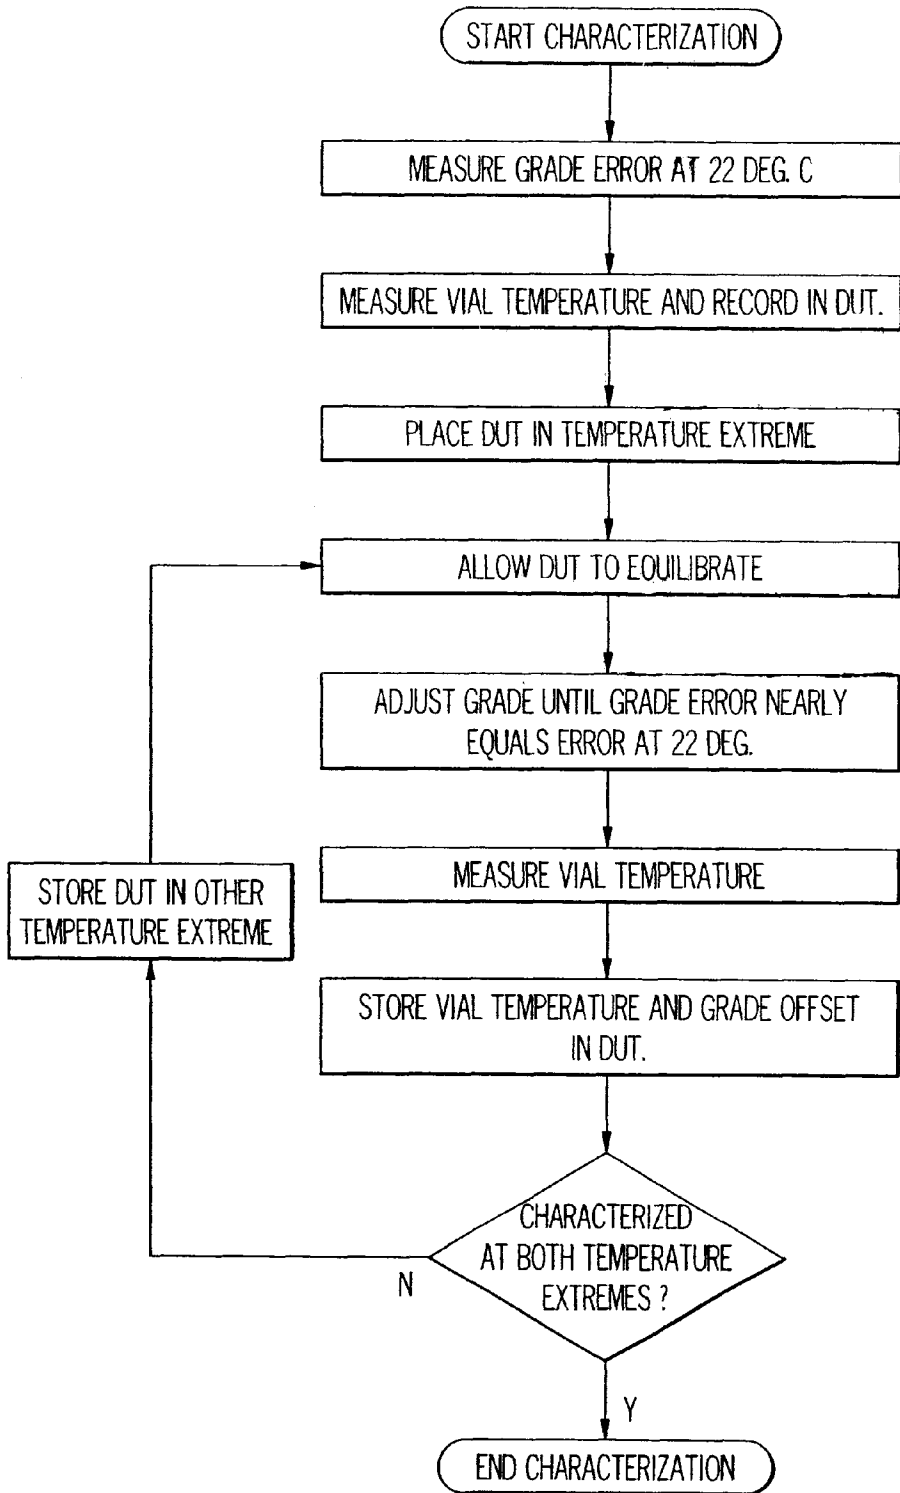 START CHARACTERIZATION
MEASURE GRADE ERROR AT 22 DEG. C
MEASURE VIAL TEMPERATURE AND RECORD IN DUT.
PLACE DUT IN TEMPERATURE EXTREME
ALLOW DUT TO EQUILIBRATE
ADJUST GRADE UNTIL GRADE ERROR NEARLY
EQUALS ERROR AT 22 DEG.
MEASURE VIAL TEMPERATURE
STORE DUT IN OTHER
TEMPERATURE EXTREME
STORE VIAL TEMPERATURE AND GRADE OFFSET
IN DUT.
CHARACTERIZED
AT BOTH TEMPERATURE
EXTREMES ?
N
Y
END CHARACTERIZATION